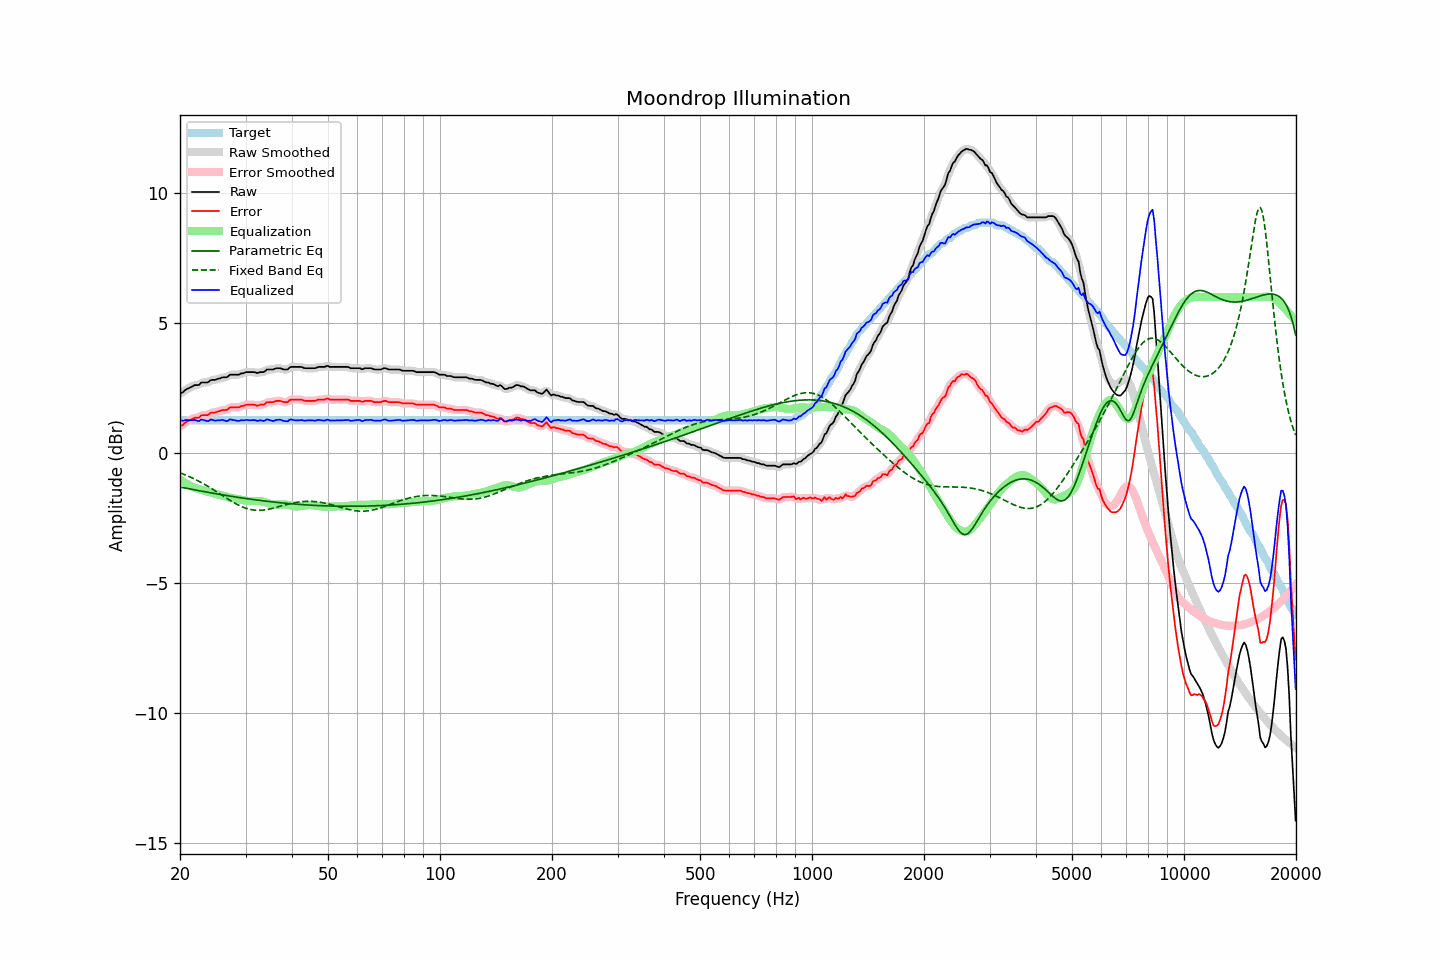 Moondrop Illumination
Target
Raw Smoothed
Error Smoothed
Raw
Error
Equalization
Parametric Eq
Fixed Band Eq
Equalized
Amplitude (dBr)
10
5
0
−5
−10
−15
20 50 100 200 500 1000 2000 5000 10000 20000
Frequency (Hz)